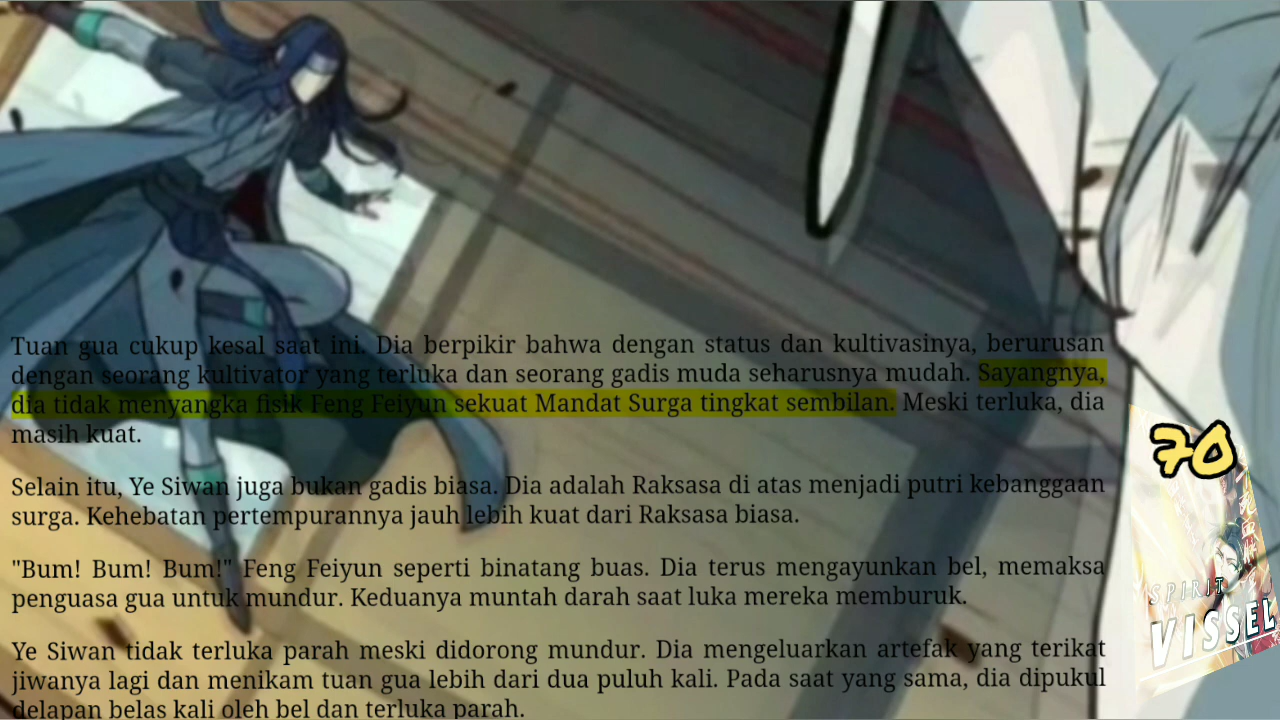 Tuan gua cukup kesal saat ini. Dia berpikir bahwa dengan status dan kultivasinya, berurusan
dengan seorang kultivator yang terluka dan seorang gadis muda seharusnya mudah. Sayangnya,
dia tidak menyangka fisik Feng Feiyun sekuat Mandat Surga tingkat sembilan. Meski terluka, dia
masih kuat.
Selain itu, Ye Siwan juga bukan gadis biasa. Dia adalah Raksasa di atas menjadi putri kebanggaan
surga. Kehebatan pertempurannya jauh lebih kuat dari Raksasa biasa.
"Bum! Bum! Bum!" Feng Feiyun seperti binatang buas. Dia terus mengayunkan bel, memaksa
penguasa gua untuk mundur. Keduanya muntah darah saat luka mereka memburuk.
Ye Siwan tidak terluka parah meski didorong mundur. Dia mengeluarkan artefak yang terikat
jiwanya lagi dan menikam tuan gua lebih dari dua puluh kali. Pada saat yang sama, dia dipukul
delapan belas kali oleh bel dan terluka parah.
70
SPIRIT
VISSEL